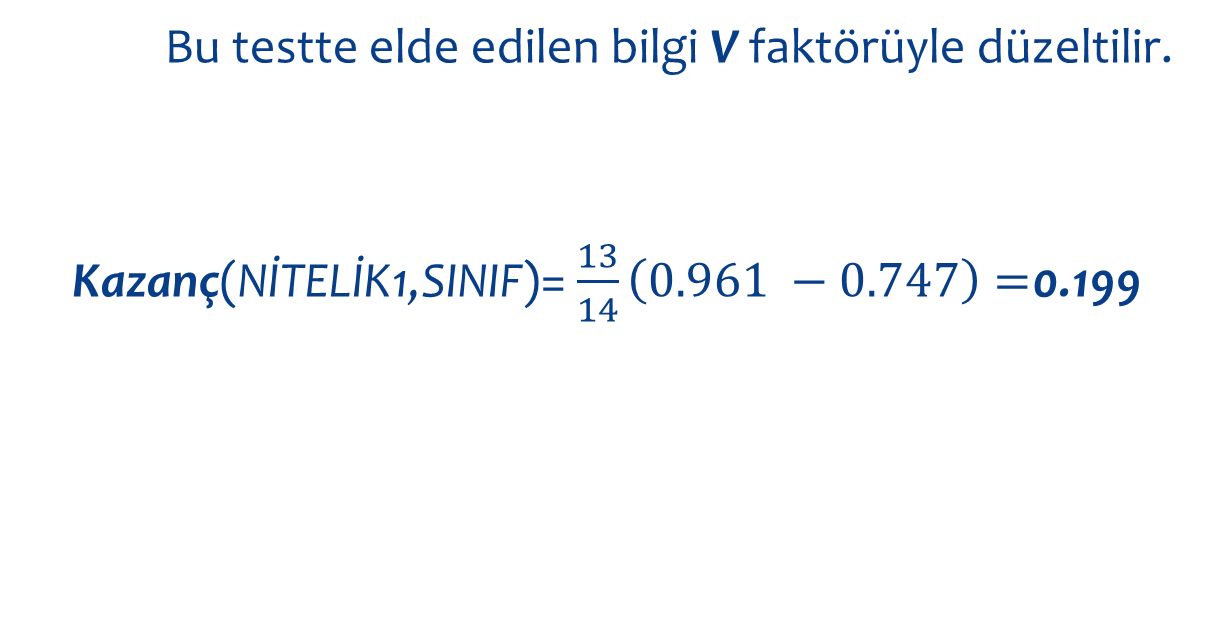 Bu testte elde edilen bilgi V faktörüyle düzeltilir.
Kazanç(NİTELİK1,SINIF)= 13/14 (0.961 − 0.747) =0.199